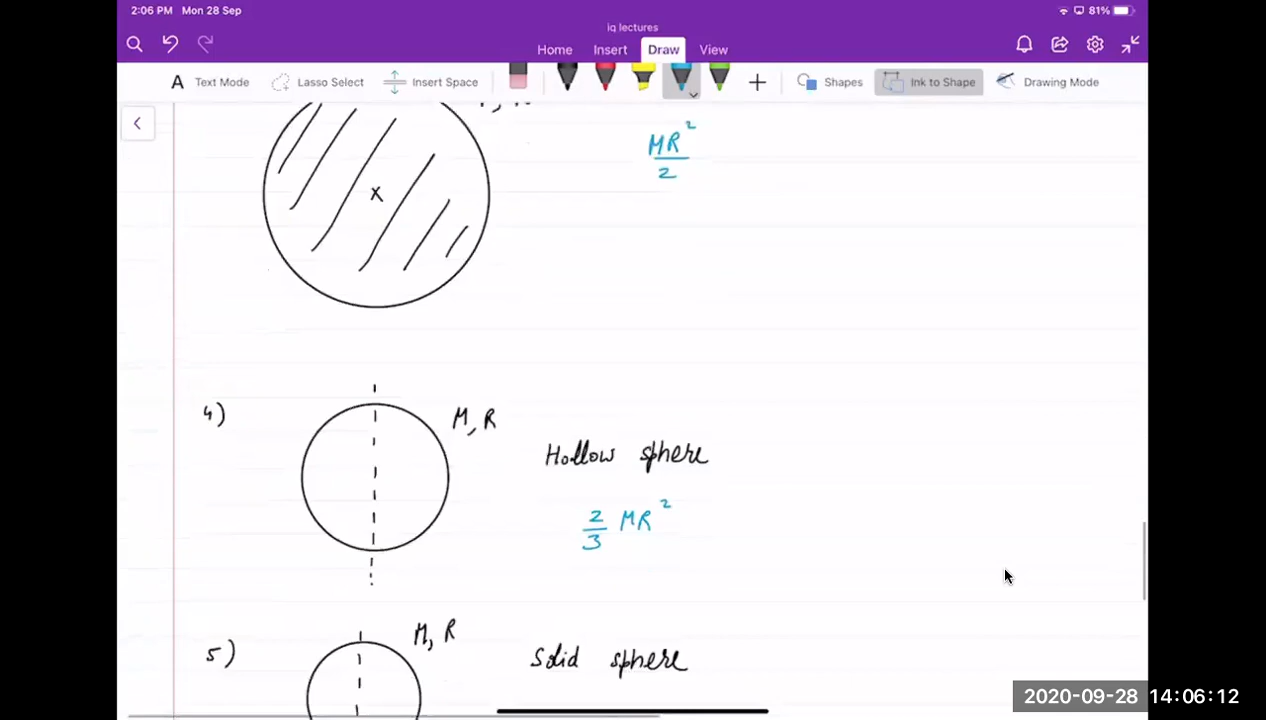 2:06 PM Mon 28 Sep
81%
iq lectures
Home Insert Draw View
A Text Mode Lasso Select Insert Space Shapes Ink to Shape Drawing Mode
MR²
2
x
4)
M, R
Hollow sphere
2/3 MR²
5)
M, R
Solid sphere
2020-09-28 14:06:12